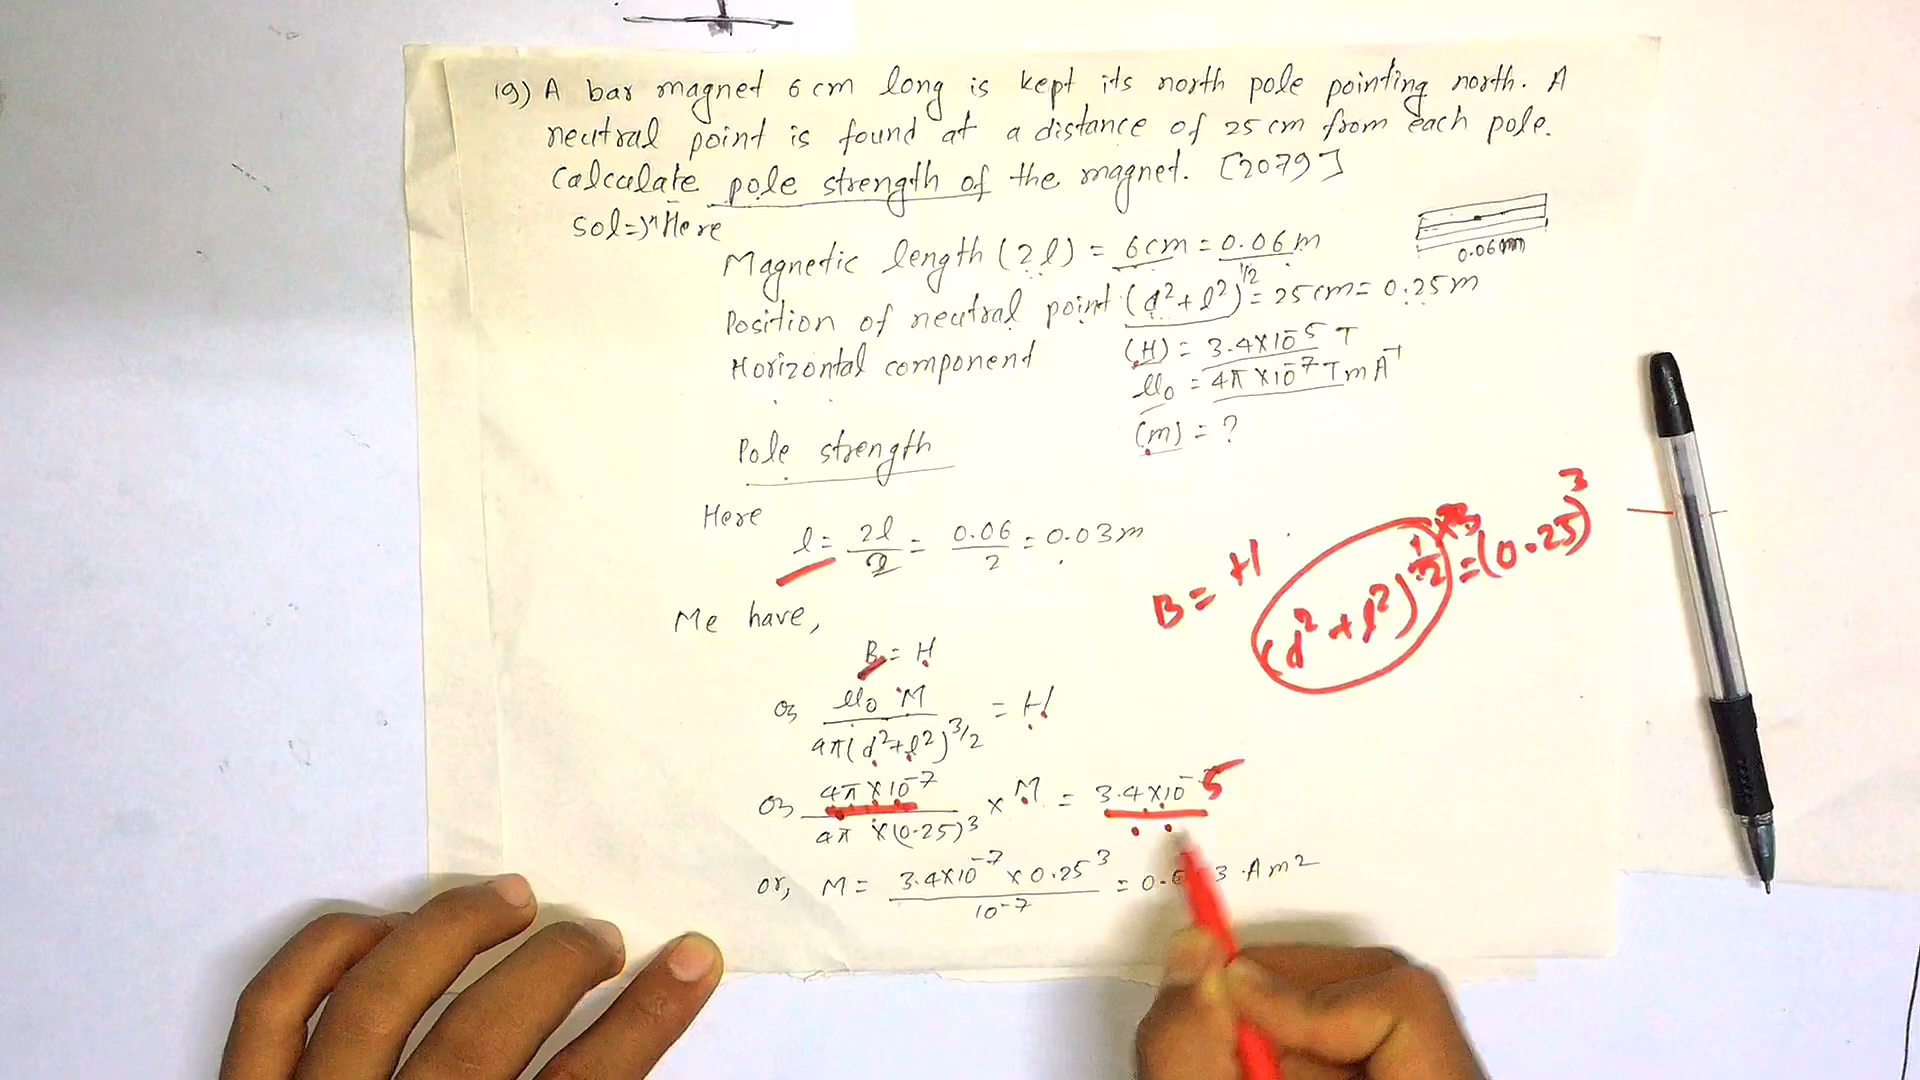 19) A bar magnet 6 cm long is kept its north pole pointing north. A
neutral point is found at a distance of 25 cm from each pole.
Calculate pole strength of the magnet. [2079]
sol=)ⁿ Here
Magnetic length (2l) = 6cm = 0.06m
0.06m
Position of neutral point (d²+l²)^1/2 = 25cm = 0.25m
Horizontal component (H) = 3.4×10^-5 T
μ₀ = 4π×10^-7 TmA^-1
Pole strength (m) = ?
Here l = 2l/2 = 0.06/2 = 0.03m
B = H
(d²+l²)^1/2×3 = (0.25)³
We have,
B = H
or μ₀ M / 4π(d²+l²)^3/2 = H
or 4π×10^-7 / 4π×(0.25)³ × M = 3.4×10^-5
or, M = 3.4×10^-7 × 0.25³ / 10^-7 = Am2